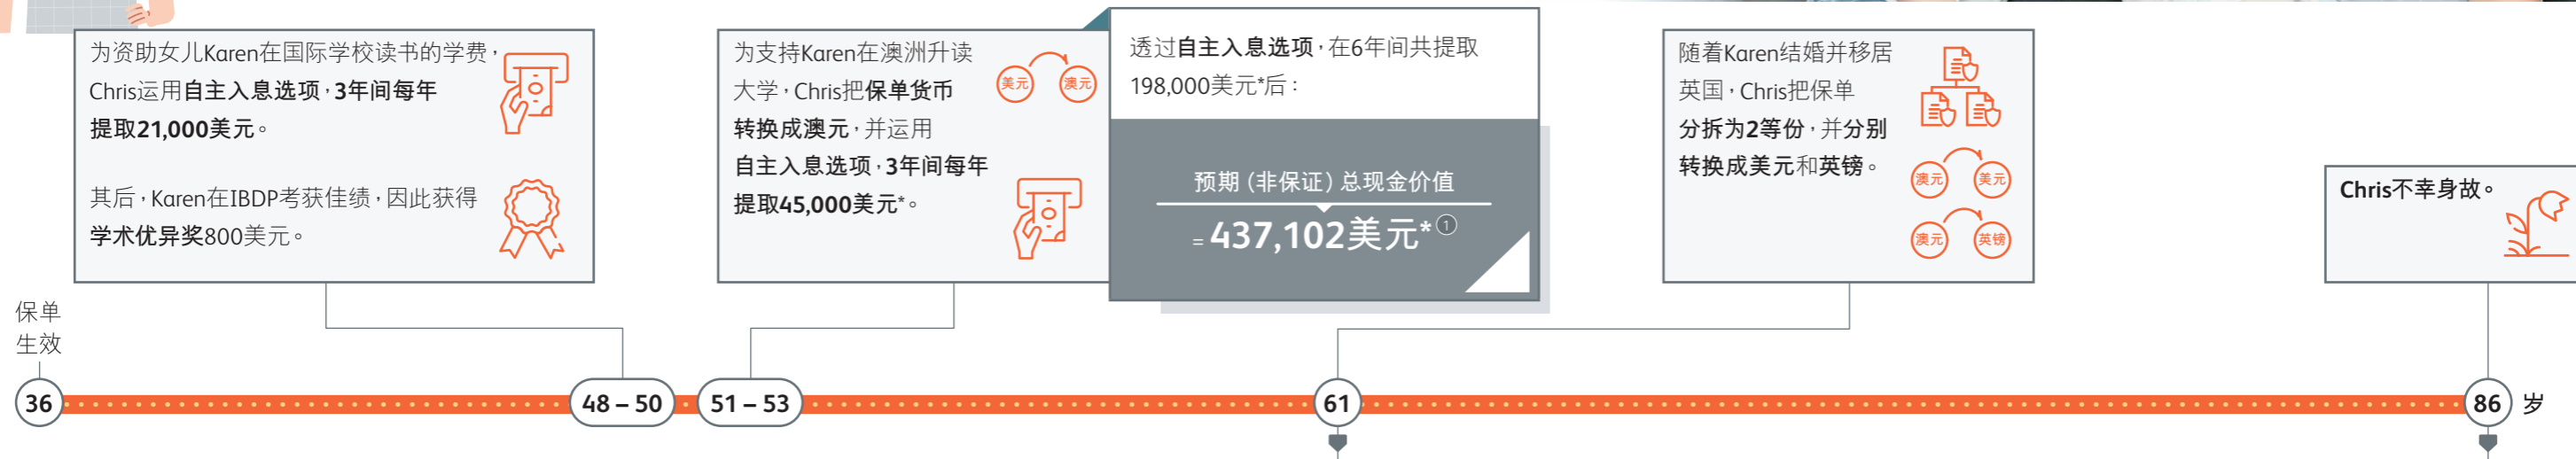 为资助女儿Karen在国际学校读书的学费，
Chris运用自主入息选项，3年间每年
提取21,000美元。
其后，Karen在IBDP考获佳绩，因此获得
学术优异奖800美元。
为支持Karen在澳洲升读
大学，Chris把保单货币
转换成澳元，并运用
自主入息选项，3年间每年
提取45,000美元*。
美元
澳元
透过自主入息选项，在6年间共提取
198,000美元*后：
预期（非保证）总现金价值
= 437,102美元*①
随着Karen结婚并移居
英国，Chris把保单
分拆为2等份，并分别
转换成美元和英镑。
澳元
美元
澳元
英镑
Chris不幸身故。
保单
生效
36
48 – 50
51 – 53
61
86
岁